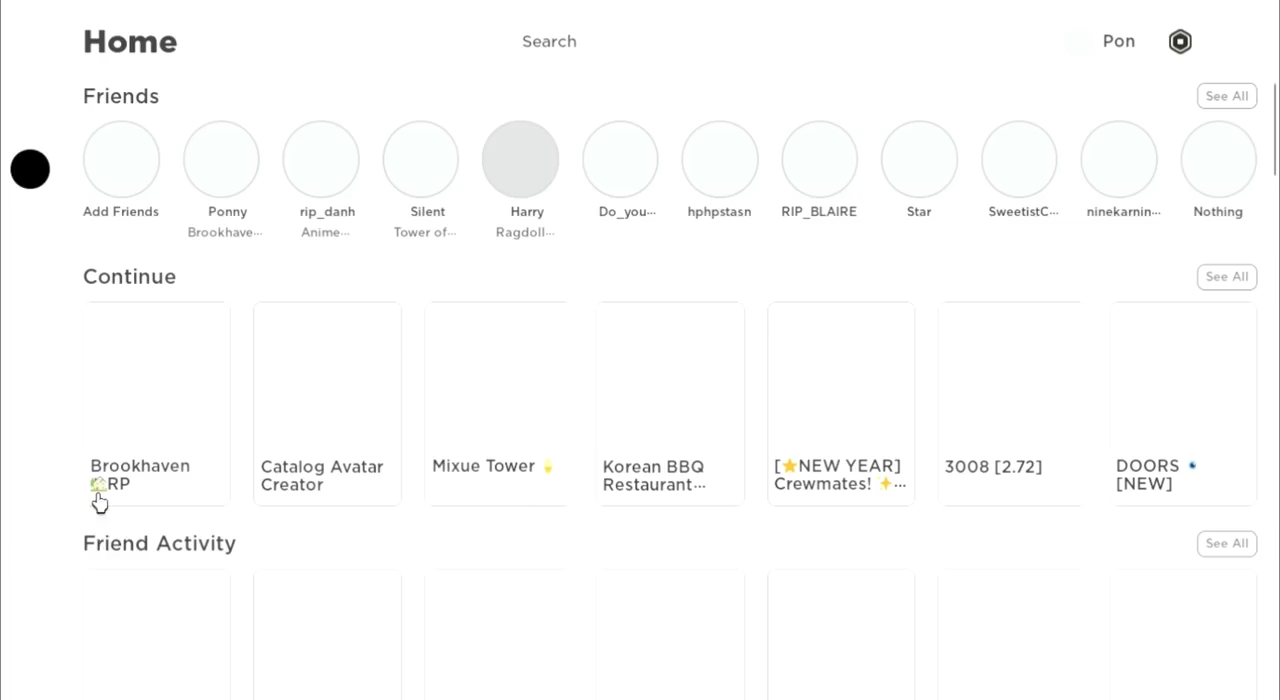 Home
Search
Pon
Friends
See All
Add Friends
Ponny
Brookhave···
rip_danh
Anime···
Silent
Tower of···
Harry
Ragdoll···
Do_you···
hphpstasn
RIP_BLAIRE
Star
SweetistC···
ninekarnin···
Nothing
Continue
See All
Brookhaven
🏡RP
Catalog Avatar
Creator
Mixue Tower 🍦
Korean BBQ
Restaurant···
[⭐NEW YEAR]
Crewmates! ✨···
3008 [2.72]
DOORS 👁
[NEW]
Friend Activity
See All